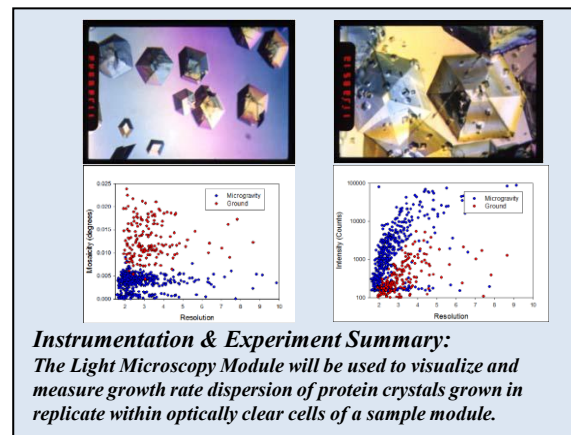 0.025
0.020
0.015
0.010
0.005
0.000
Mosaicity (degrees)
Microgravity
Ground
2 3 4 5 6 7 8 9 10
Resolution
100000
10000
1000
100
Intensity (Counts)
Microgravity
Ground
2 3 4 5 6 7 8 9 10
Resolution
Instrumentation & Experiment Summary:
The Light Microscopy Module will be used to visualize and
measure growth rate dispersion of protein crystals grown in
replicate within optically clear cells of a sample module.